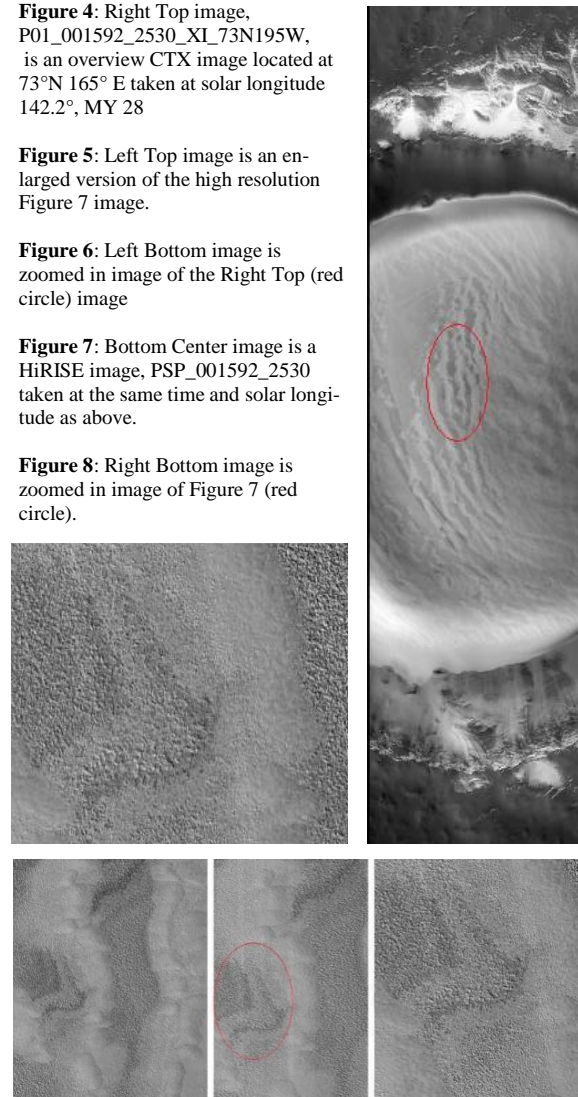 Figure 4: Right Top image,
P01_001592_2530_XI_73N195W,
is an overview CTX image located at
73°N 165° E taken at solar longitude
142.2°, MY 28
Figure 5: Left Top image is an en-
larged version of the high resolution
Figure 7 image.
Figure 6: Left Bottom image is
zoomed in image of the Right Top (red
circle) image
Figure 7: Bottom Center image is a
HiRISE image, PSP_001592_2530
taken at the same time and solar longi-
tude as above.
Figure 8: Right Bottom image is
zoomed in image of Figure 7 (red
circle).